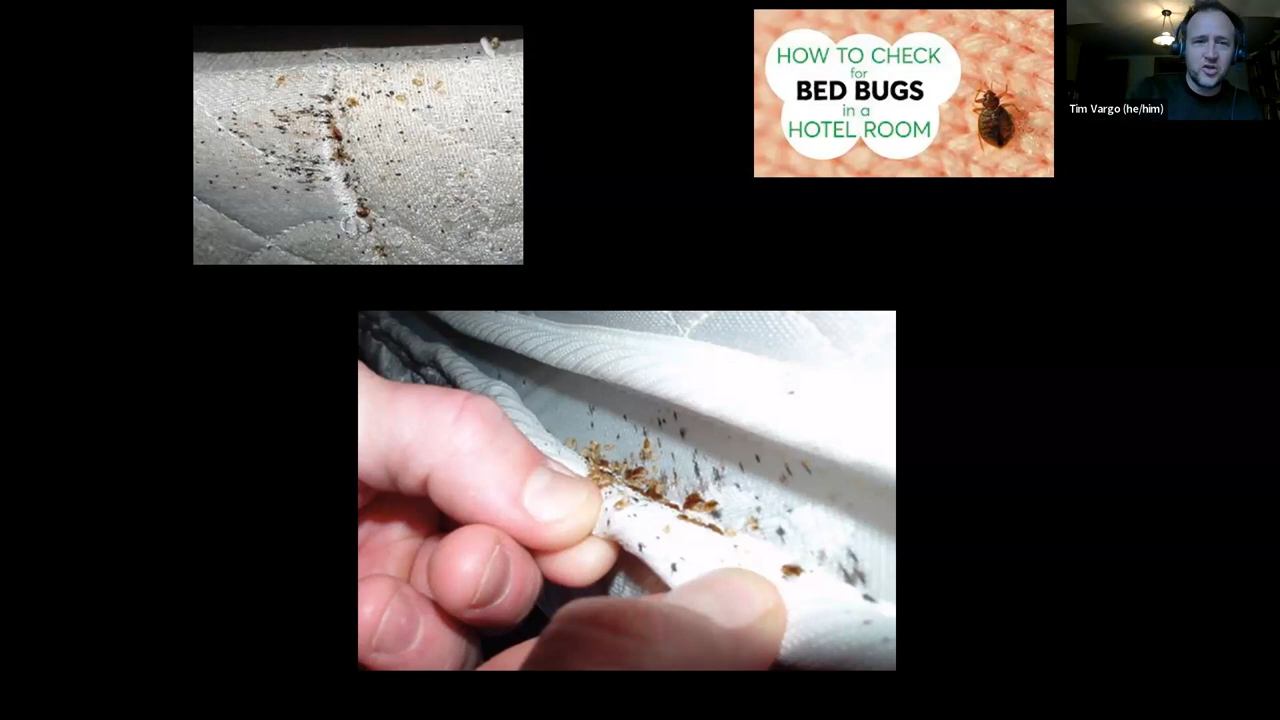 HOW TO CHECK
for
BED BUGS
in a
HOTEL ROOM
Tim Vargo (he/him)